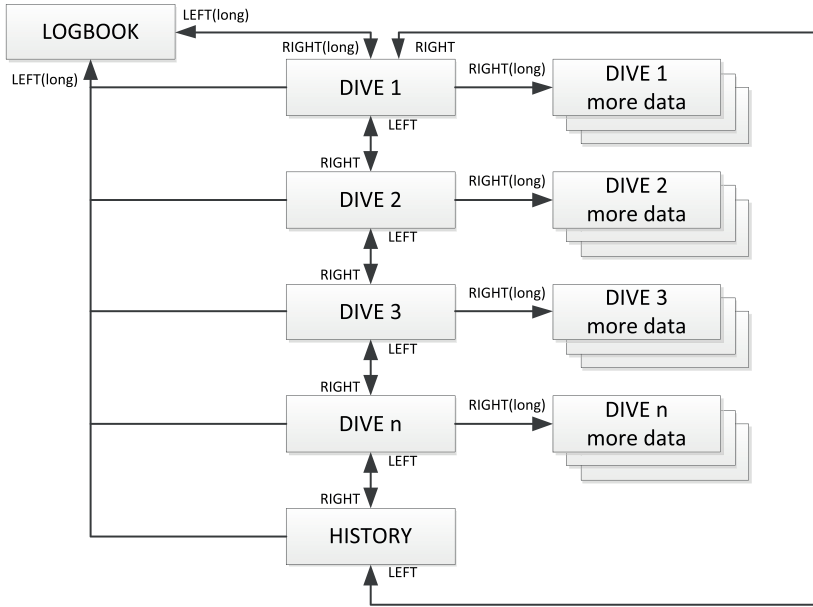 LOGBOOK
LEFT(long)
RIGHT(long)
RIGHT
LEFT(long)
DIVE 1
RIGHT(long)
DIVE 1
more data
LEFT
RIGHT
DIVE 2
RIGHT(long)
DIVE 2
more data
LEFT
RIGHT
DIVE 3
RIGHT(long)
DIVE 3
more data
LEFT
RIGHT
DIVE n
RIGHT(long)
DIVE n
more data
LEFT
RIGHT
HISTORY
LEFT